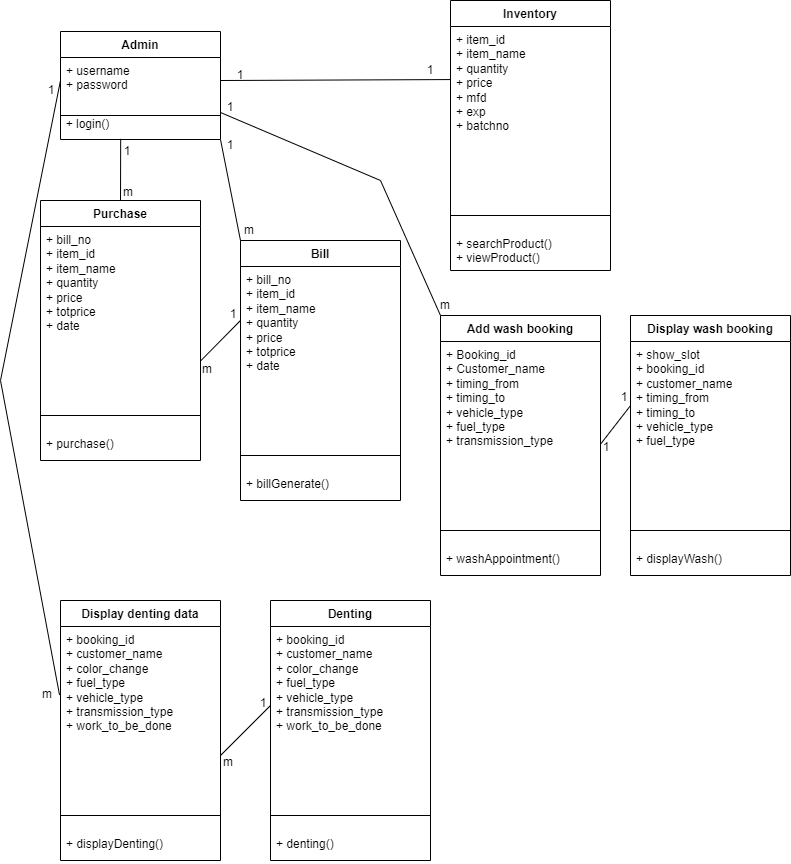 Inventory
+ item_id
+ item_name
+ quantity
+ price
+ mfd
+ exp
+ batchno
+ searchProduct()
+ viewProduct()
Admin
+ username
+ password
+ login()
1
1
1
1
1
1
m
m
m
Purchase
+ bill_no
+ item_id
+ item_name
+ quantity
+ price
+ totprice
+ date
+ purchase()
1
m
Bill
+ bill_no
+ item_id
+ item_name
+ quantity
+ price
+ totprice
+ date
+ billGenerate()
Add wash booking
+ Booking_id
+ Customer_name
+ timing_from
+ timing_to
+ vehicle_type
+ fuel_type
+ transmission_type
+ washAppointment()
1
1
Display wash booking
+ show_slot
+ booking_id
+ customer_name
+ timing_from
+ timing_to
+ vehicle_type
+ fuel_type
+ displayWash()
m
Display denting data
+ booking_id
+ customer_name
+ color_change
+ fuel_type
+ vehicle_type
+ transmission_type
+ work_to_be_done
+ displayDenting()
1
m
Denting
+ booking_id
+ customer_name
+ color_change
+ fuel_type
+ vehicle_type
+ transmission_type
+ work_to_be_done
+ denting()